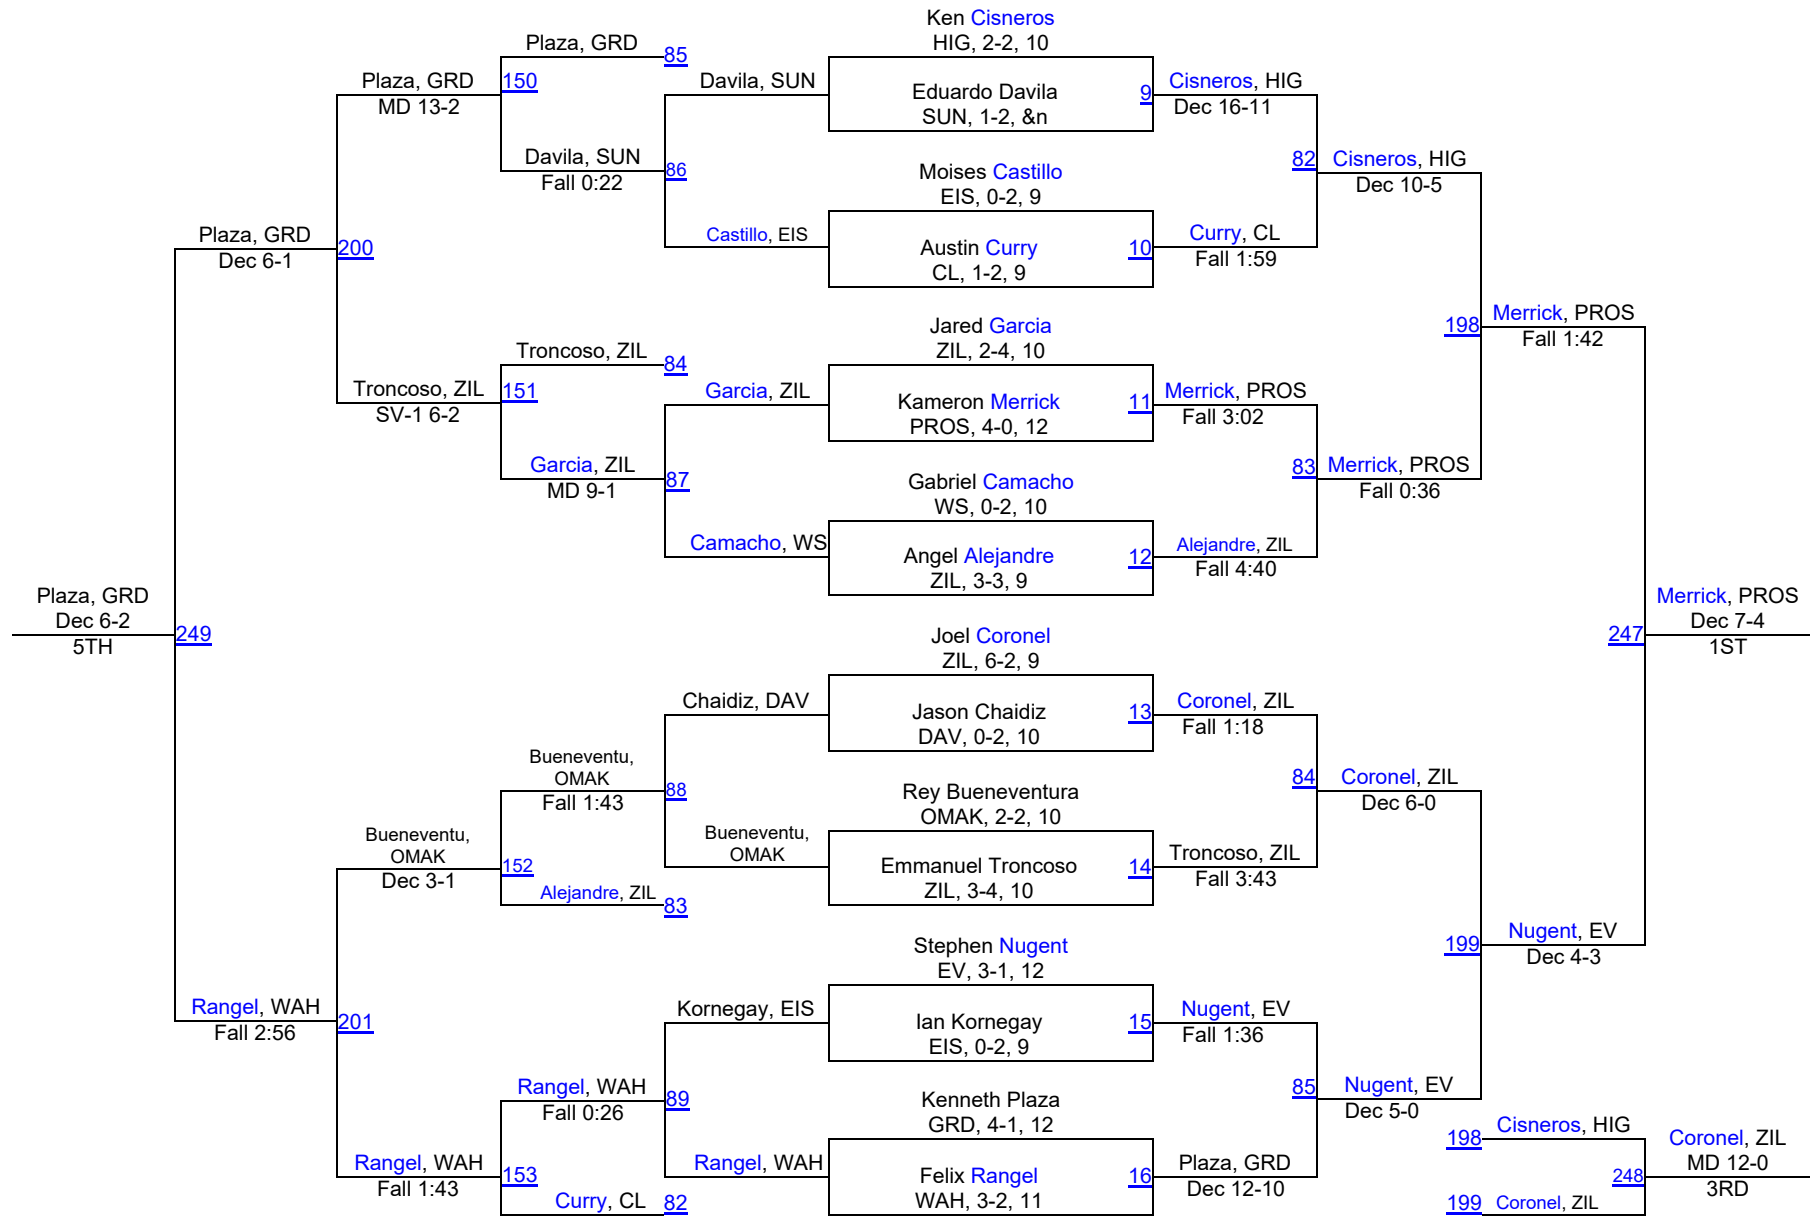 Ken Cisneros
HIG, 2-2, 10
Plaza, GRD
85
Plaza, GRD
150
Davila, SUN
Eduardo Davila
9
Cisneros, HIG
MD 13-2
SUN, 1-2, &n
Dec 16-11
Davila, SUN
86
Moises Castillo
82
Cisneros, HIG
Fall 0:22
EIS, 0-2, 9
Dec 10-5
Plaza, GRD
200
Castillo, EIS
Austin Curry
10
Curry, CL
Dec 6-1
CL, 1-2, 9
Fall 1:59
Jared Garcia
198
Merrick, PROS
Troncoso, ZIL
84
ZIL, 2-4, 10
Fall 1:42
Troncoso, ZIL
151
Garcia, ZIL
Kameron Merrick
11
Merrick, PROS
SV-1 6-2
PROS, 4-0, 12
Fall 3:02
Garcia, ZIL
87
Gabriel Camacho
83
Merrick, PROS
MD 9-1
WS, 0-2, 10
Fall 0:36
Camacho, WS
Angel Alejandre
12
Alejandre, ZIL
ZIL, 3-3, 9
Fall 4:40
Plaza, GRD
Merrick, PROS
Dec 6-2
249
Joel Coronel
247
Dec 7-4
5TH
ZIL, 6-2, 9
1ST
Chaidiz, DAV
Jason Chaidiz
13
Coronel, ZIL
DAV, 0-2, 10
Fall 1:18
Bueneventu,
OMAK
88
Rey Bueneventura
84
Coronel, ZIL
Fall 1:43
OMAK, 2-2, 10
Dec 6-0
Bueneventu,
OMAK
152
Bueneventu,
OMAK
Emmanuel Troncoso
14
Troncoso, ZIL
Dec 3-1
ZIL, 3-4, 10
Fall 3:43
Alejandre, ZIL
83
Stephen Nugent
199
Nugent, EV
EV, 3-1, 12
Dec 4-3
Rangel, WAH
201
Kornegay, EIS
Ian Kornegay
15
Nugent, EV
Fall 2:56
EIS, 0-2, 9
Fall 1:36
Rangel, WAH
89
Kenneth Plaza
85
Nugent, EV
Fall 0:26
GRD, 4-1, 12
Dec 5-0
198
Cisneros, HIG
Coronel, ZIL
Rangel, WAH
153
Rangel, WAH
Felix Rangel
16
Plaza, GRD
248
MD 12-0
Fall 1:43
WAH, 3-2, 11
Dec 12-10
3RD
Curry, CL
82
199
Coronel, ZIL